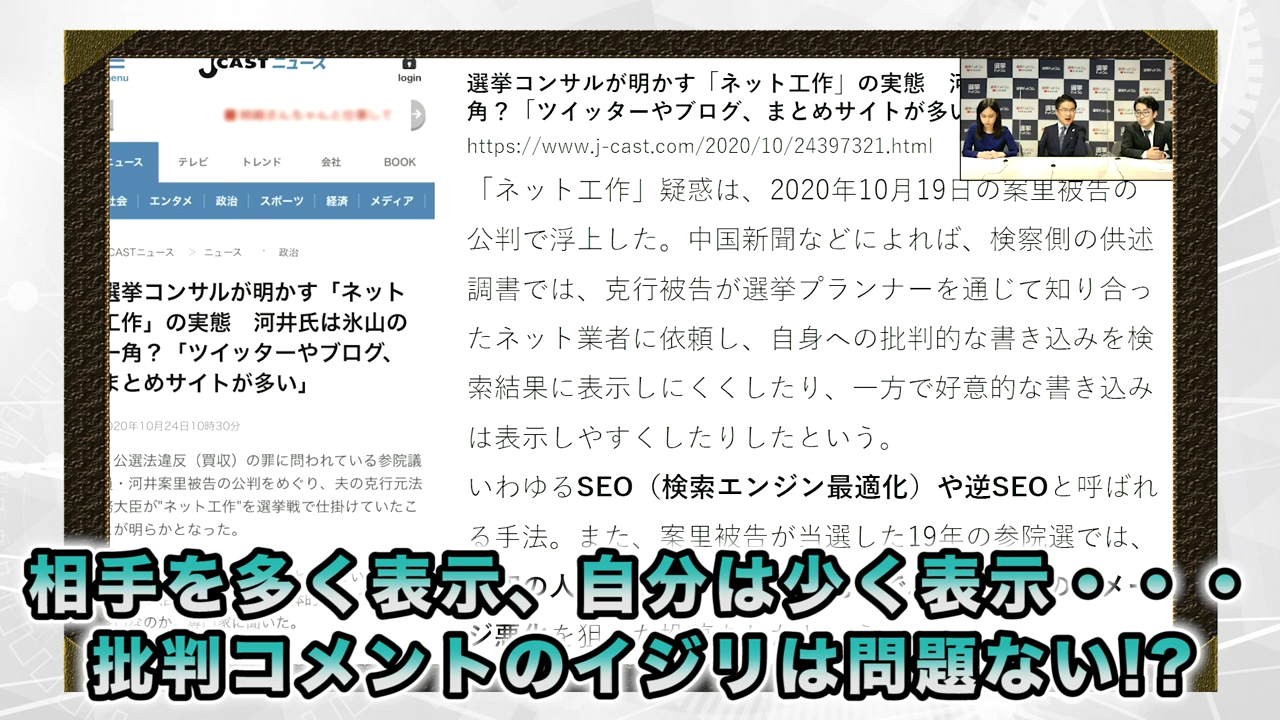 J CAST ニュース
enu
login
ュース
テレビ
トレンド
会社
BOOK
社会
エンタメ
政治
スポーツ
経済
メディア
CASTニュース > ニュース ・ 政治
選挙コンサルが明かす「ネット
工作」の実態 河井氏は氷山の
一角？「ツイッターやブログ、
まとめサイトが多い」
020年10月24日10時30分
公選法違反（買収）の罪に問われている参院議
・河井案里被告の公判をめぐり、夫の克行元法
大臣が"ネット工作"を選挙戦で仕掛けていたこ
が明らかとなった。
なのか、専門家に聞いた。
選挙コンサルが明かす「ネット工作」の実態 河
角？「ツイッターやブログ、まとめサイトが多い
https://www.j-cast.com/2020/10/24397321.html
「ネット工作」疑惑は、2020年10月19日の案里被告の
公判で浮上した。中国新聞などによれば、検察側の供述
調書では、克行被告が選挙プランナーを通じて知り合っ
たネット業者に依頼し、自身への批判的な書き込みを検
索結果に表示しにくくしたり、一方で好意的な書き込み
は表示しやすくしたりしたという。
いわゆるSEO（検索エンジン最適化）や逆SEOと呼ばれ
る手法。また、案里被告が当選した19年の参院選では、
相手を多く表示、自分は少く表示・・・
批判コメントのイジリは問題ない!?